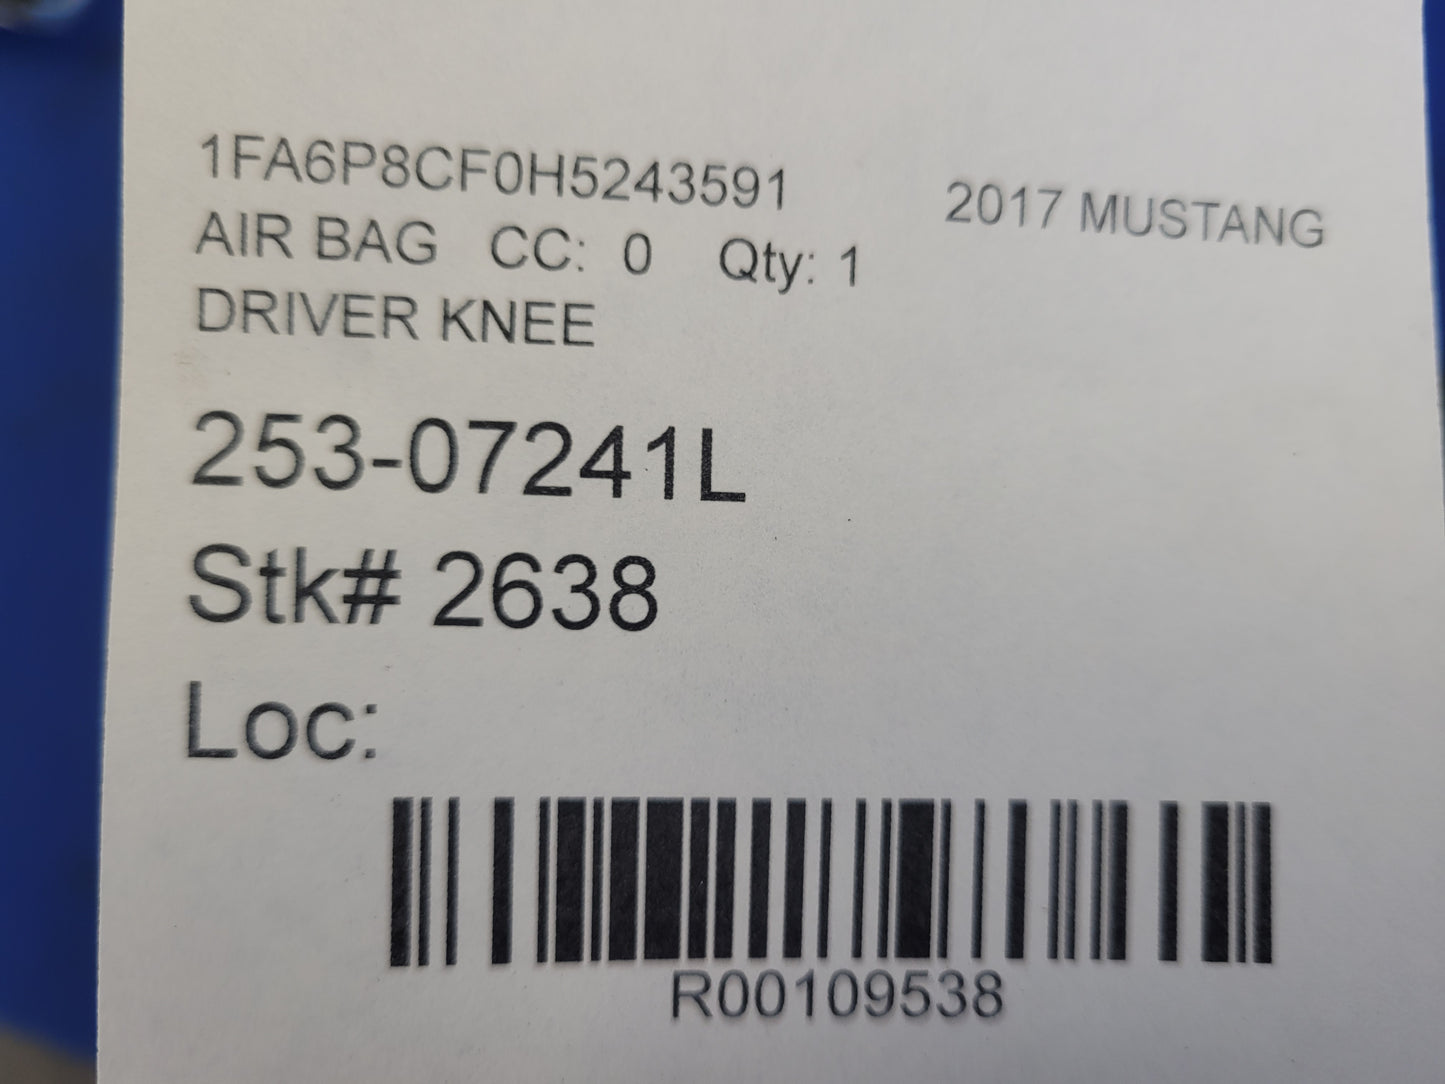 1FA6P8CF0H5243591 2017 MUSTANG
AIR BAG CC: 0 Qty: 1
DRIVER KNEE
253-07241L
Stk# 2638
Loc:
R00109538